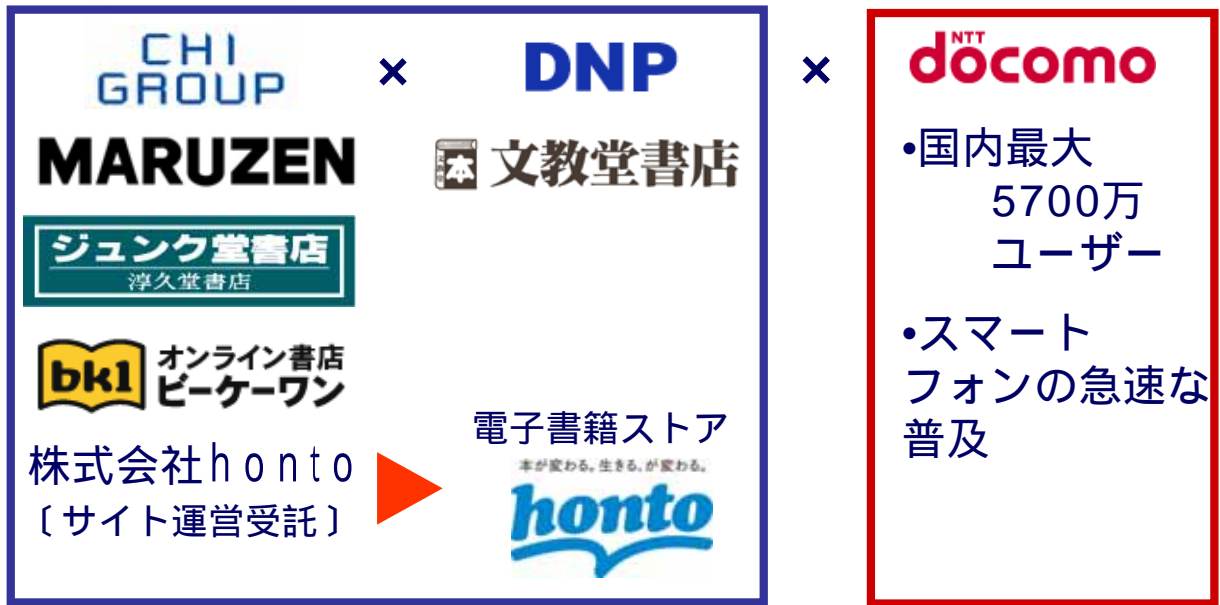 CHI
GROUP
×
DNP
×
NTT
docomo
MARUZEN
本 文教堂書店
ジュンク堂書店
淳久堂書店
bk1
オンライン書店
ビーケーワン
株式会社honto
〔サイト運営受託〕
電子書籍ストア
本が変わる。生きる。が変わる。
honto
•国内最大
5700万
ユーザー
•スマート
フォンの急速な
普及